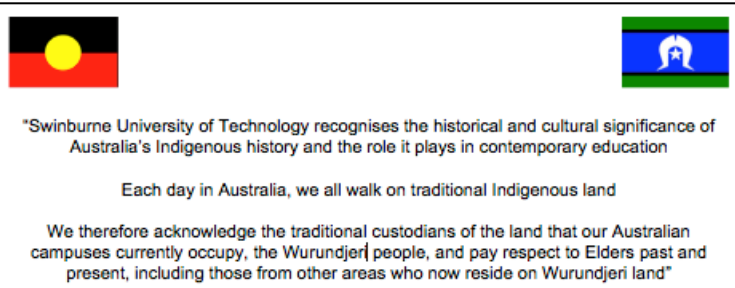 "Swinburne University of Technology recognises the historical and cultural significance of
Australia's Indigenous history and the role it plays in contemporary education
Each day in Australia, we all walk on traditional Indigenous land
We therefore acknowledge the traditional custodians of the land that our Australian
campuses currently occupy, the Wurundjeri people, and pay respect to Elders past and
present, including those from other areas who now reside on Wurundjeri land"